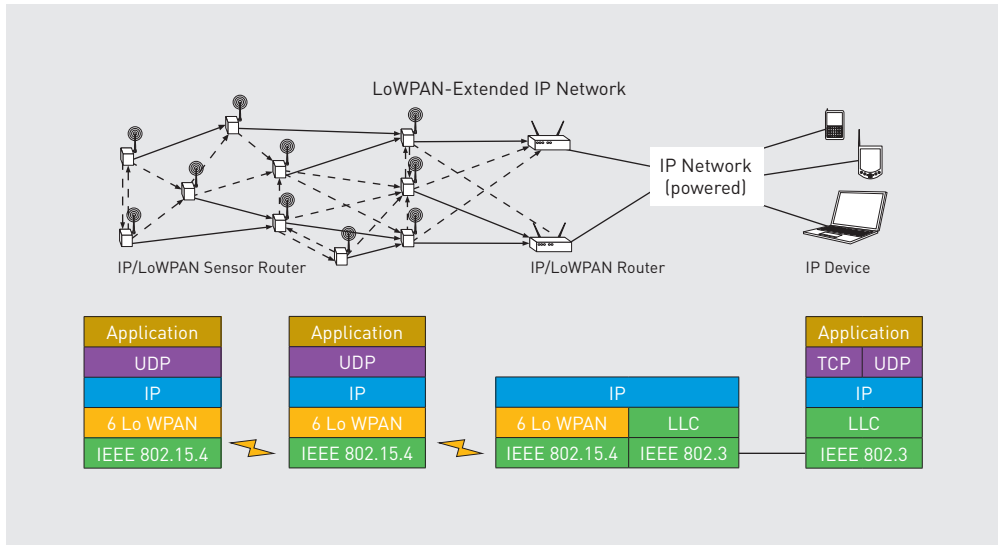 LoWPAN-Extended IP Network
IP Network
(powered)
IP/LoWPAN Sensor Router
IP/LoWPAN Router
IP Device
Application
UDP
IP
6 Lo WPAN
IEEE 802.15.4
Application
UDP
IP
6 Lo WPAN
IEEE 802.15.4
IP
6 Lo WPAN
LLC
IEEE 802.15.4
IEEE 802.3
Application
TCP
UDP
IP
LLC
IEEE 802.3